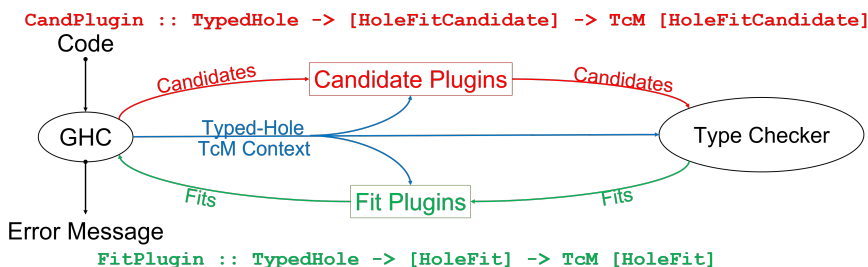 CandPlugin :: TypedHole -> [HoleFitCandidate] -> TcM [HoleFitCandidate]
Code
Candidates
Candidate Plugins
Candidates
GHC
Typed-Hole
TcM Context
Type Checker
Fits
Fit Plugins
Fits
Error Message
FitPlugin :: TypedHole -> [HoleFit] -> TcM [HoleFit]